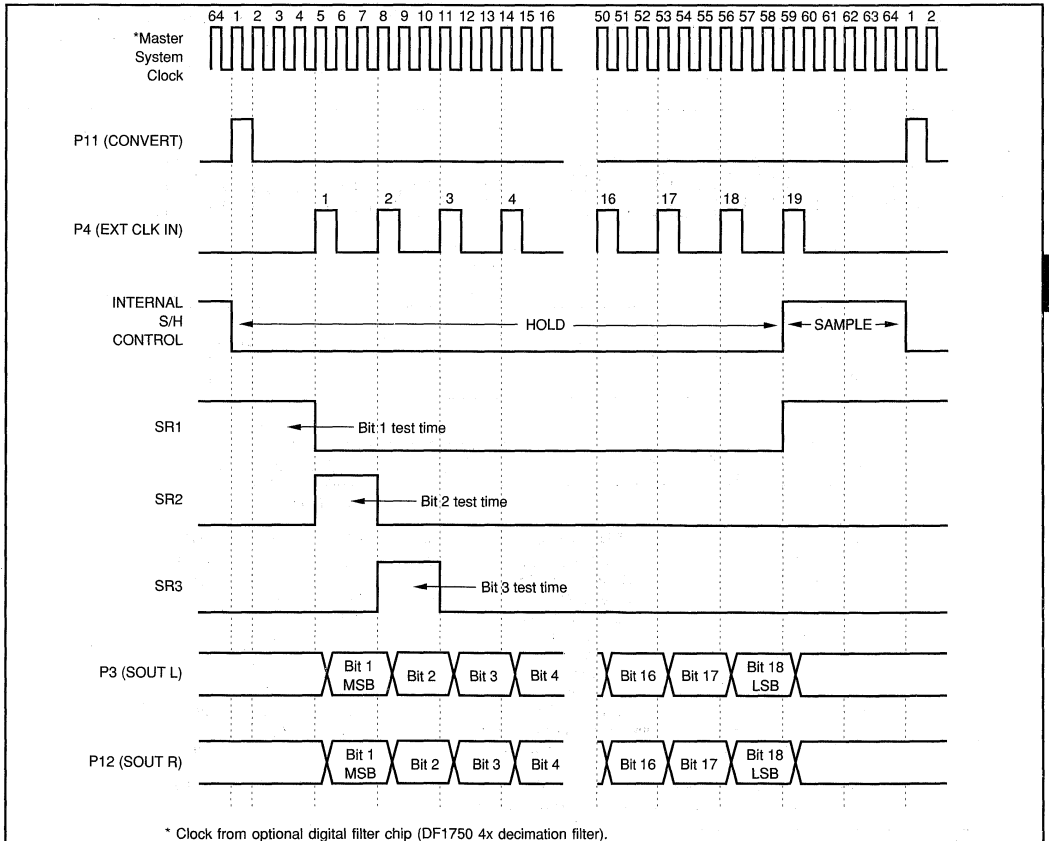 64 1 2 3 4 5 6 7 8 9 10 11 12 13 14 15 16 50 51 52 53 54 55 56 57 58 59 60 61 62 63 64 1 2
*Master
System
Clock
P11 (CONVERT)
1 2 3 4 16 17 18 19
P4 (EXT CLK IN)
INTERNAL
S/H
CONTROL
HOLD SAMPLE
SR1
Bit 1 test time
SR2
Bit 2 test time
SR3
Bit 3 test time
P3 (SOUT L)
Bit 1
MSB
Bit 2 Bit 3 Bit 4 Bit 16 Bit 17
Bit 18
LSB
P12 (SOUT R)
Bit 1
MSB
Bit 2 Bit 3 Bit 4 Bit 16 Bit 17
Bit 18
LSB
* Clock from optional digital filter chip (DF1750 4x decimation filter).